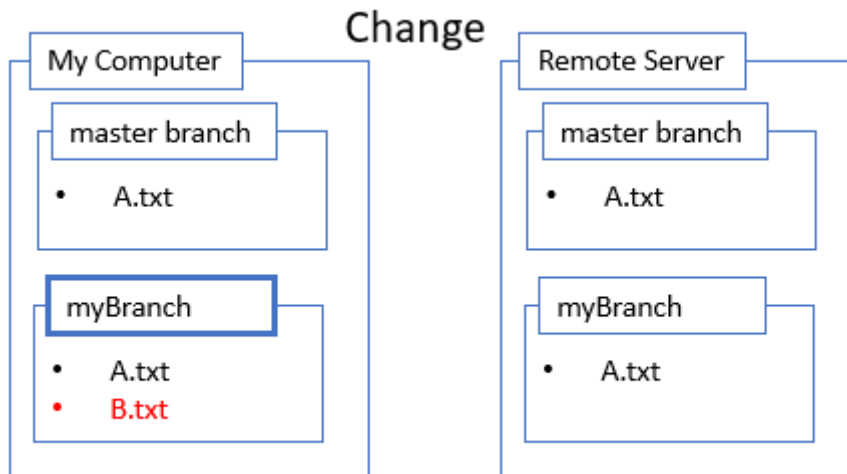 Change
My Computer
master branch
• A.txt
myBranch
• A.txt
• B.txt
Remote Server
master branch
• A.txt
myBranch
• A.txt